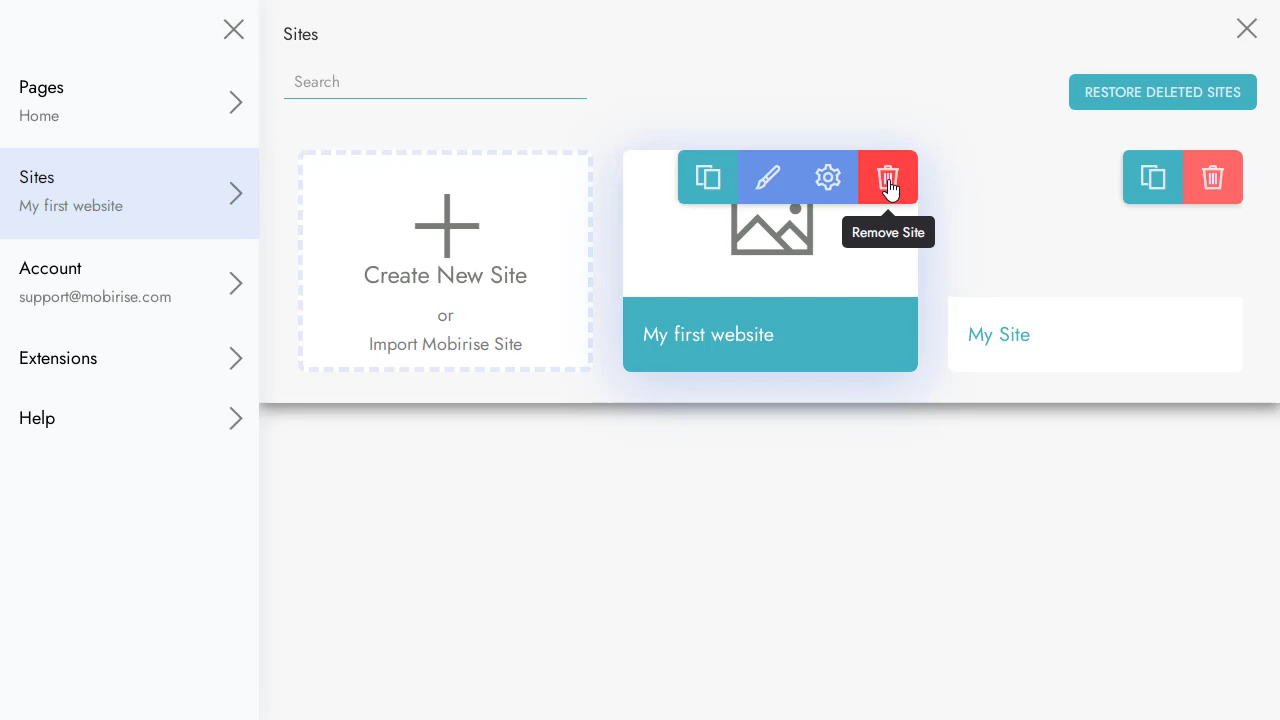 Pages
Home
Sites
My first website
Account
support@mobirise.com
Extensions
Help
Sites
Search
RESTORE DELETED SITES
Create New Site
or
Import Mobirise Site
Remove Site
My first website
My Site